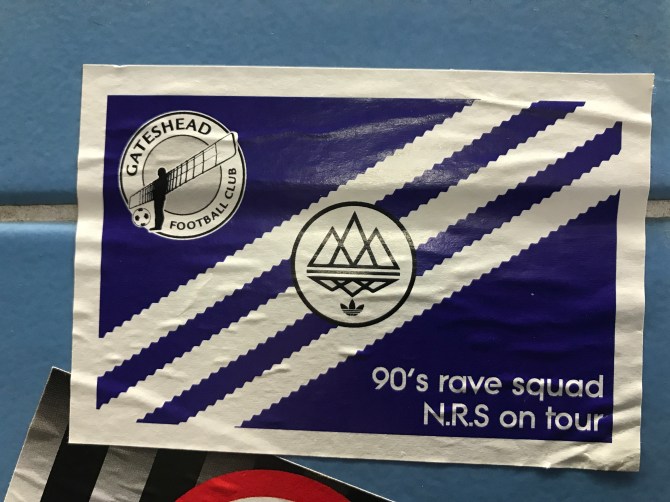 GATESHEAD
FOOTBALL CLUB
90's rave squad
N.R.S on tour